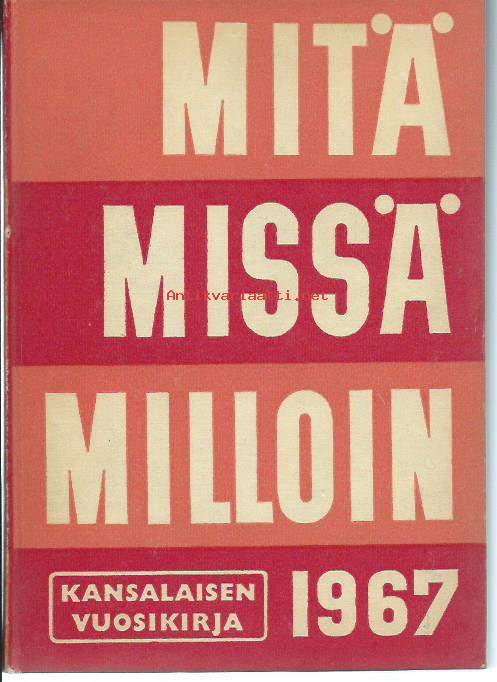 MITÄ
MISSÄ
Antikvariaatti.net
MILLOIN
KANSALAISEN
VUOSIKIRJA
1967